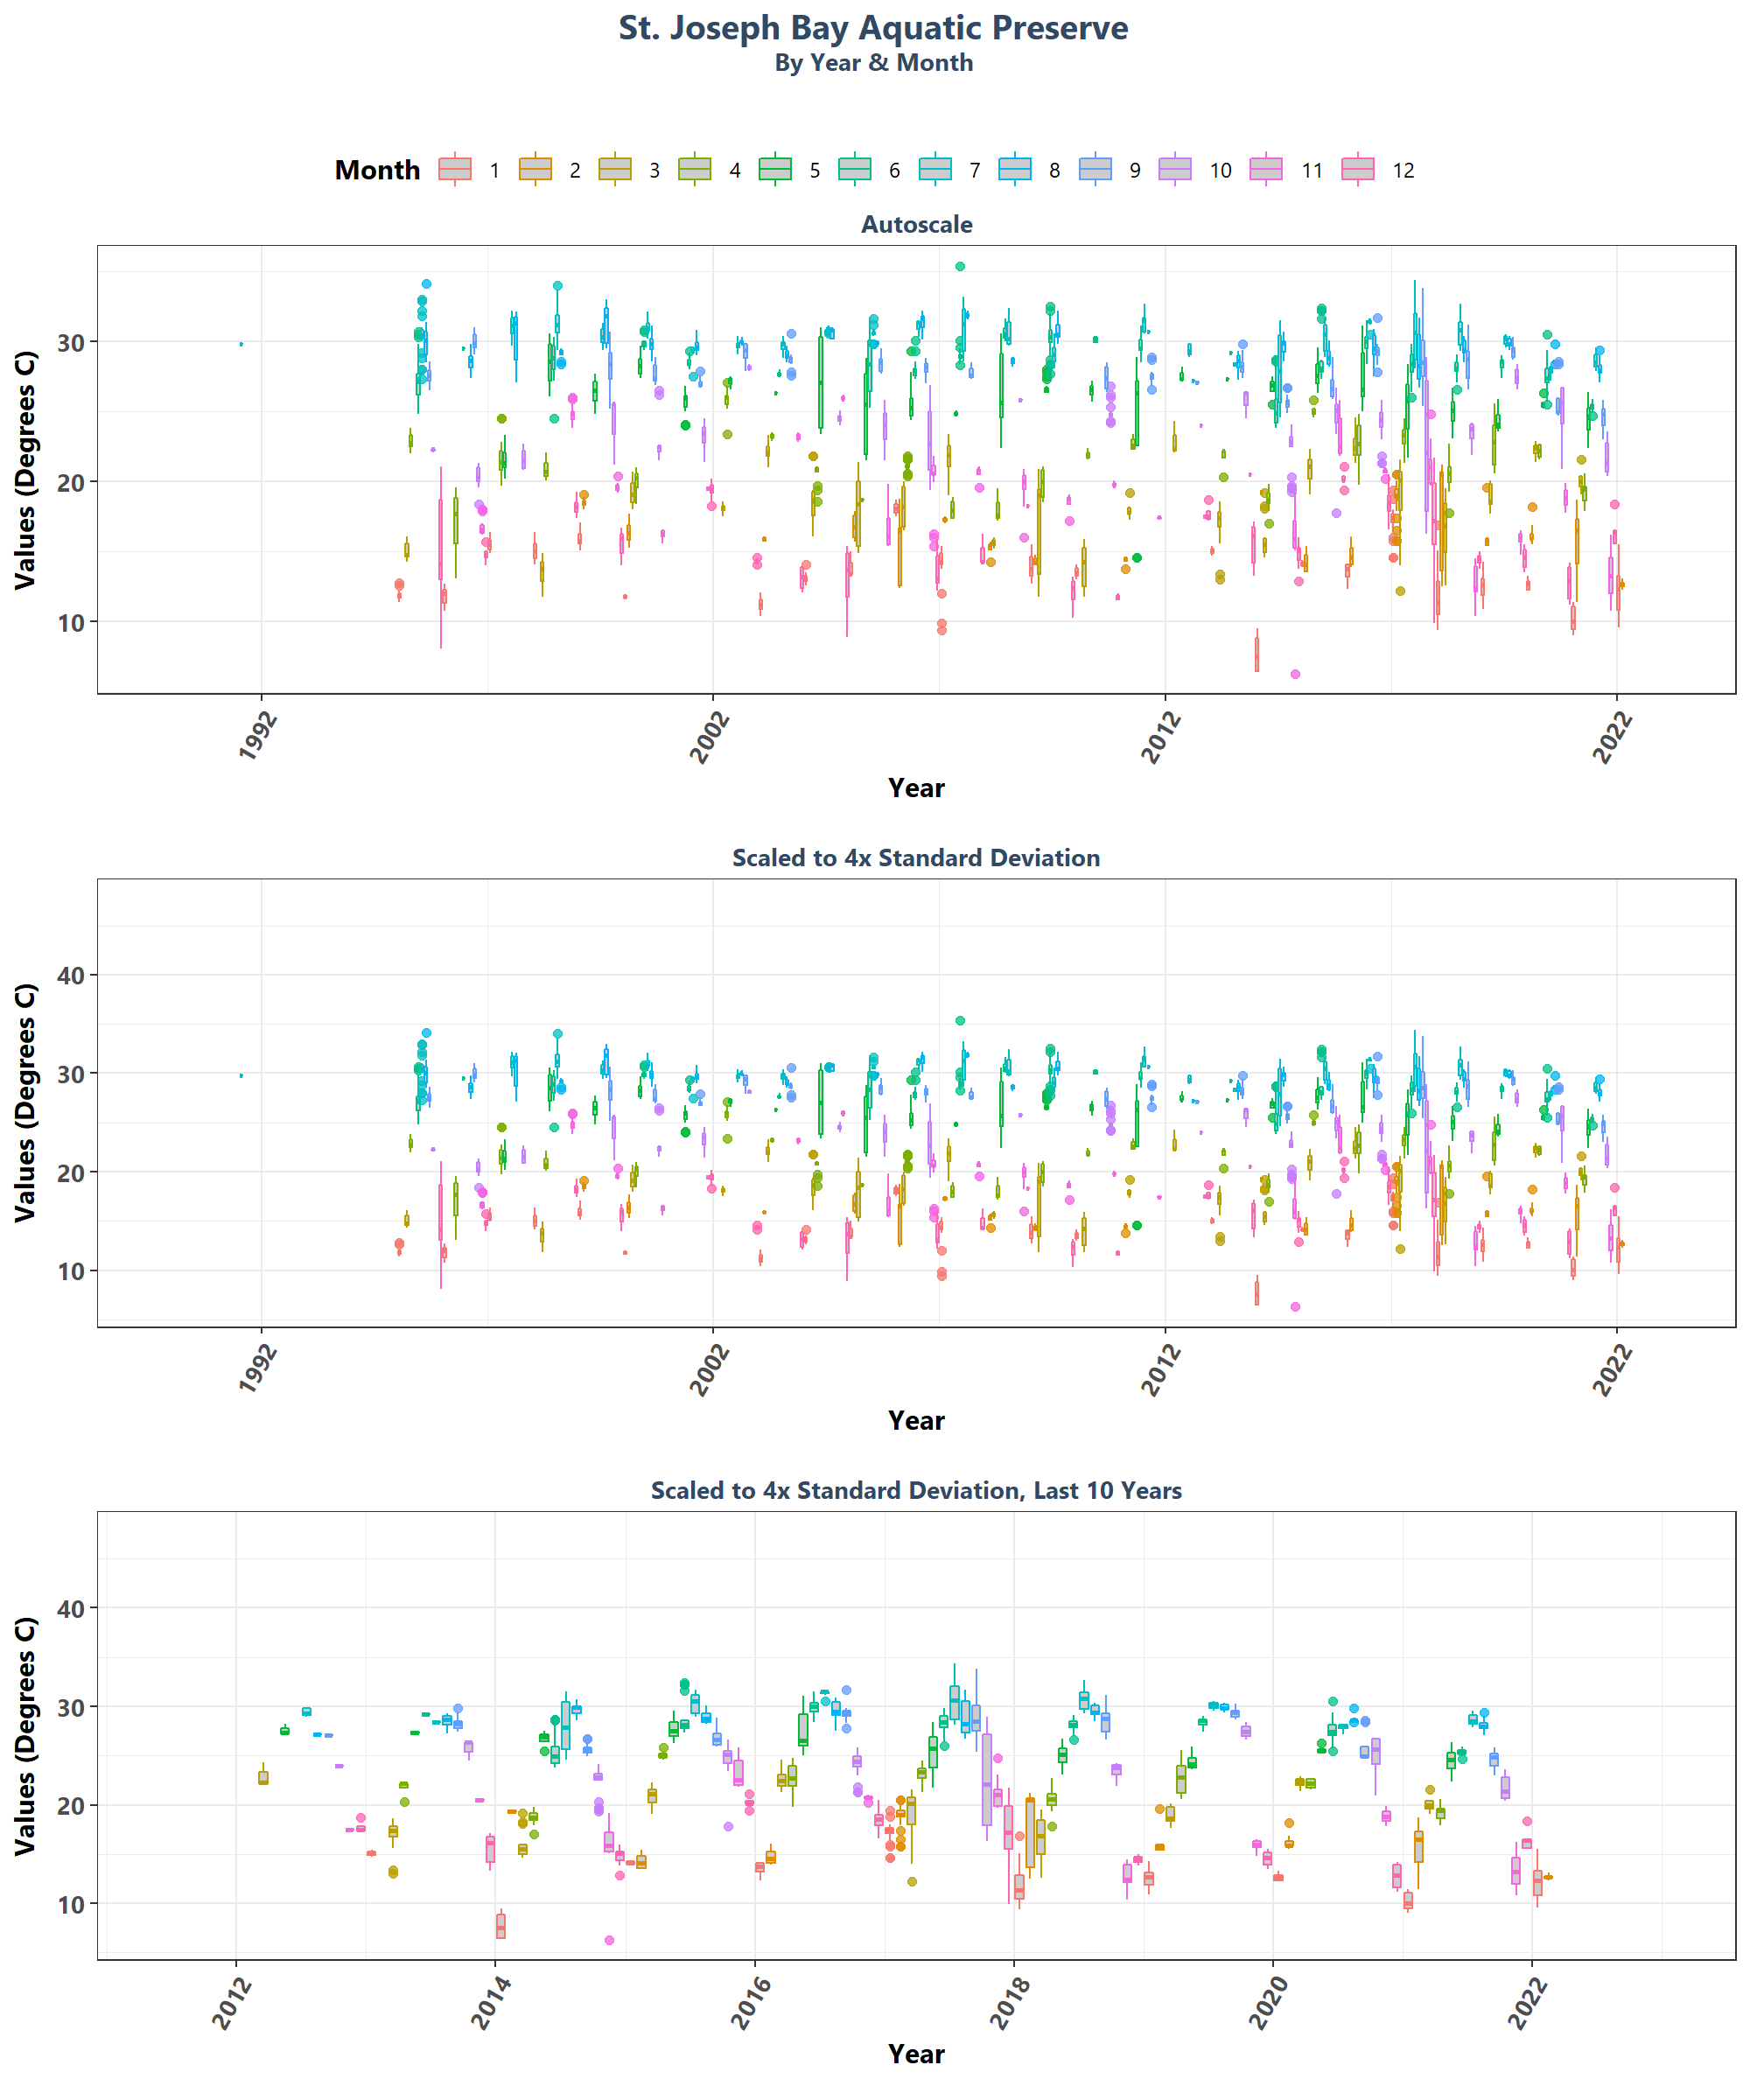 St. Joseph Bay Aquatic Preserve
By Year & Month
Month 1 2 3 4 5 6 7 8 9 10 11 12
Autoscale
Values (Degrees C)
30
20
10
1992 2002 2012 2022
Year
Scaled to 4x Standard Deviation
Values (Degrees C)
40
30
20
10
1992 2002 2012 2022
Year
Scaled to 4x Standard Deviation, Last 10 Years
Values (Degrees C)
40
30
20
10
2012 2014 2016 2018 2020 2022
Year